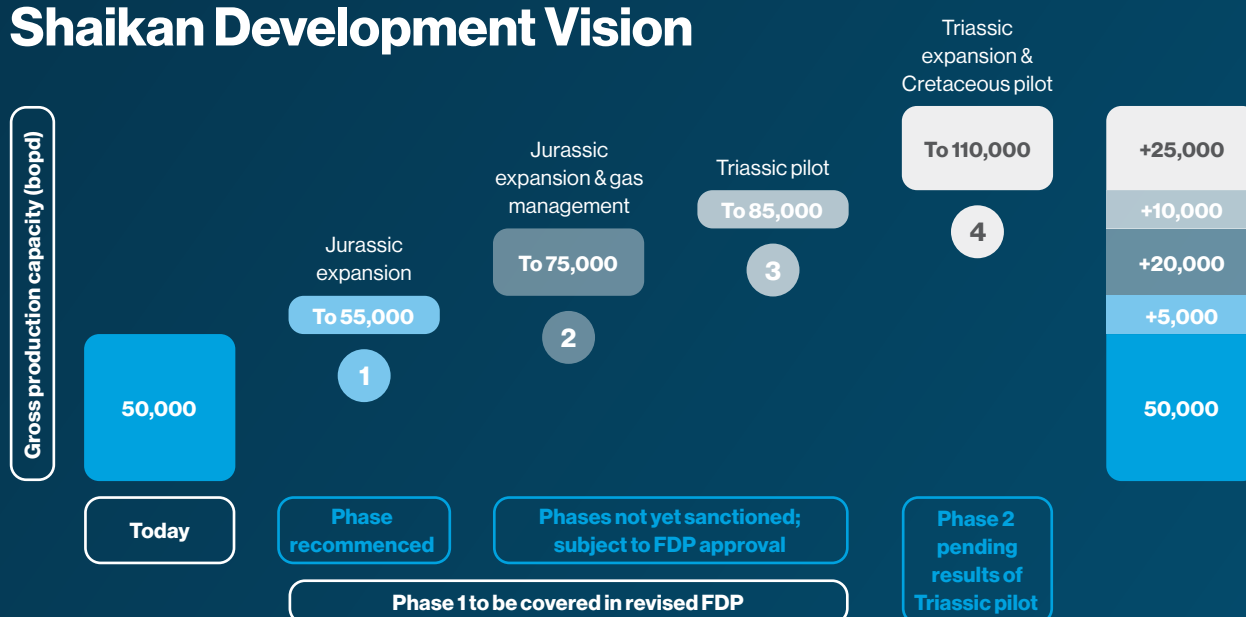 Shaikan Development Vision
Gross production capacity (bopd)
50,000
Today
Jurassic
expansion
To 55,000
1
Phase
recommenced
Jurassic
expansion & gas
management
To 75,000
2
Triassic pilot
To 85,000
3
Phases not yet sanctioned;
subject to FDP approval
Phase 1 to be covered in revised FDP
Triassic
expansion &
Cretaceous pilot
To 110,000
4
Phase 2
pending
results of
Triassic pilot
+25,000
+10,000
+20,000
+5,000
50,000